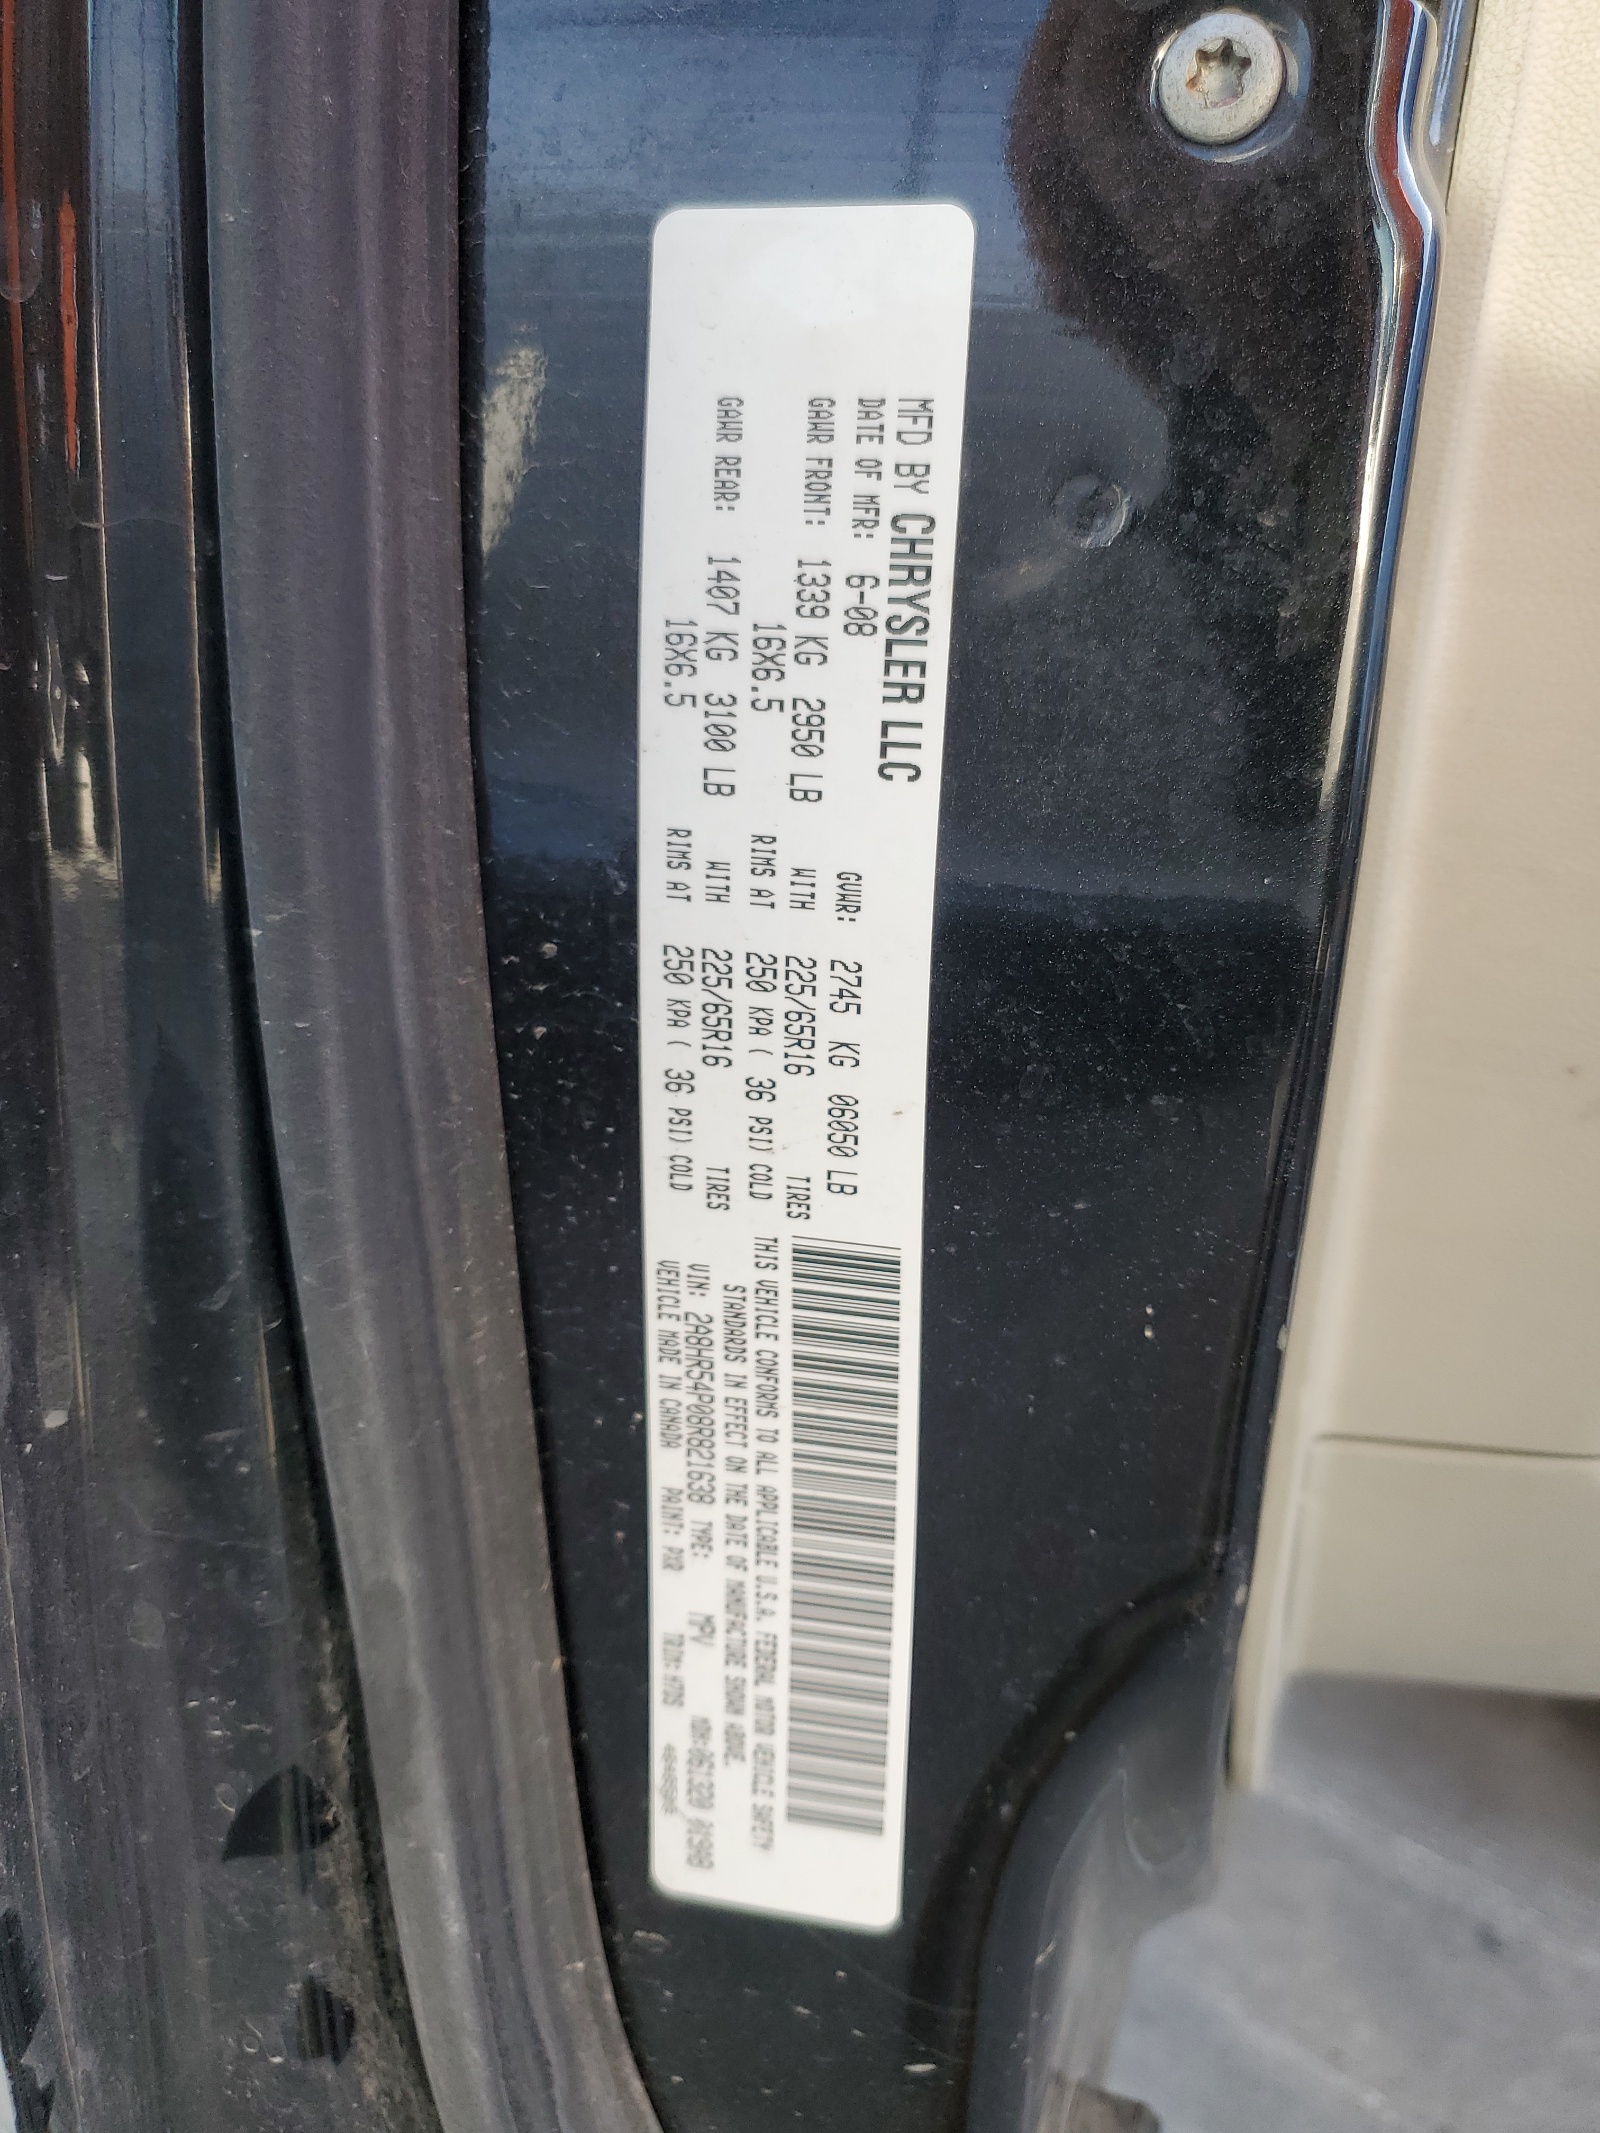 MFD BY CHRYSLER LLC
DATE OF MFR: 6-08 GVWR: 2745 KG 06050 LB
GAWR FRONT: 1339 KG 2950 LB WITH 225/65R16 TIRES
16X6.5 RIMS AT 250 KPA ( 36 PSI) COLD
GAWR REAR: 1407 KG 3100 LB WITH 225/65R16 TIRES
16X6.5 RIMS AT 250 KPA ( 36 PSI) COLD
THIS VEHICLE CONFORMS TO ALL APPLICABLE U.S.A. FEDERAL MOTOR VEHICLE SAFETY
STANDARDS IN EFFECT ON THE DATE OF MANUFACTURE SHOWN ABOVE.
VIN: 2A8HR54P08R821638 TYPE: MPV MDH:061320
VEHICLE MADE IN CANADA PAINT: PXR TRIM: H7DS